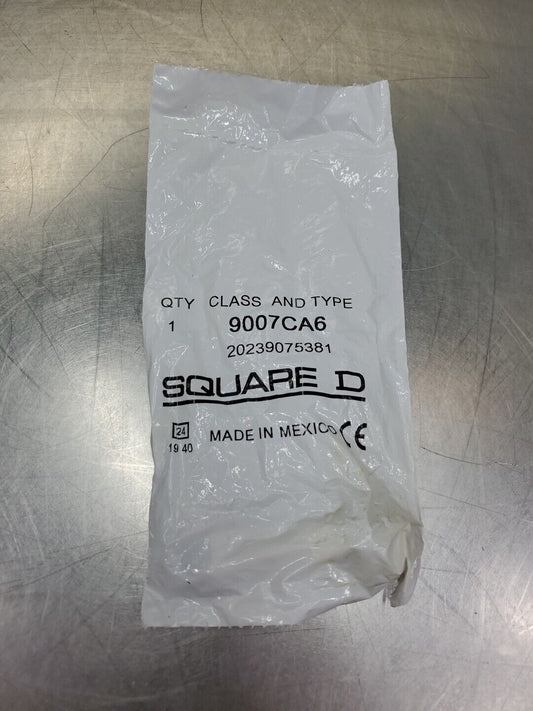 QTY CLASS AND TYPE
1 9007CA6
20239075381
SQUARE D
24 MADE IN MEXICO CE
19 40